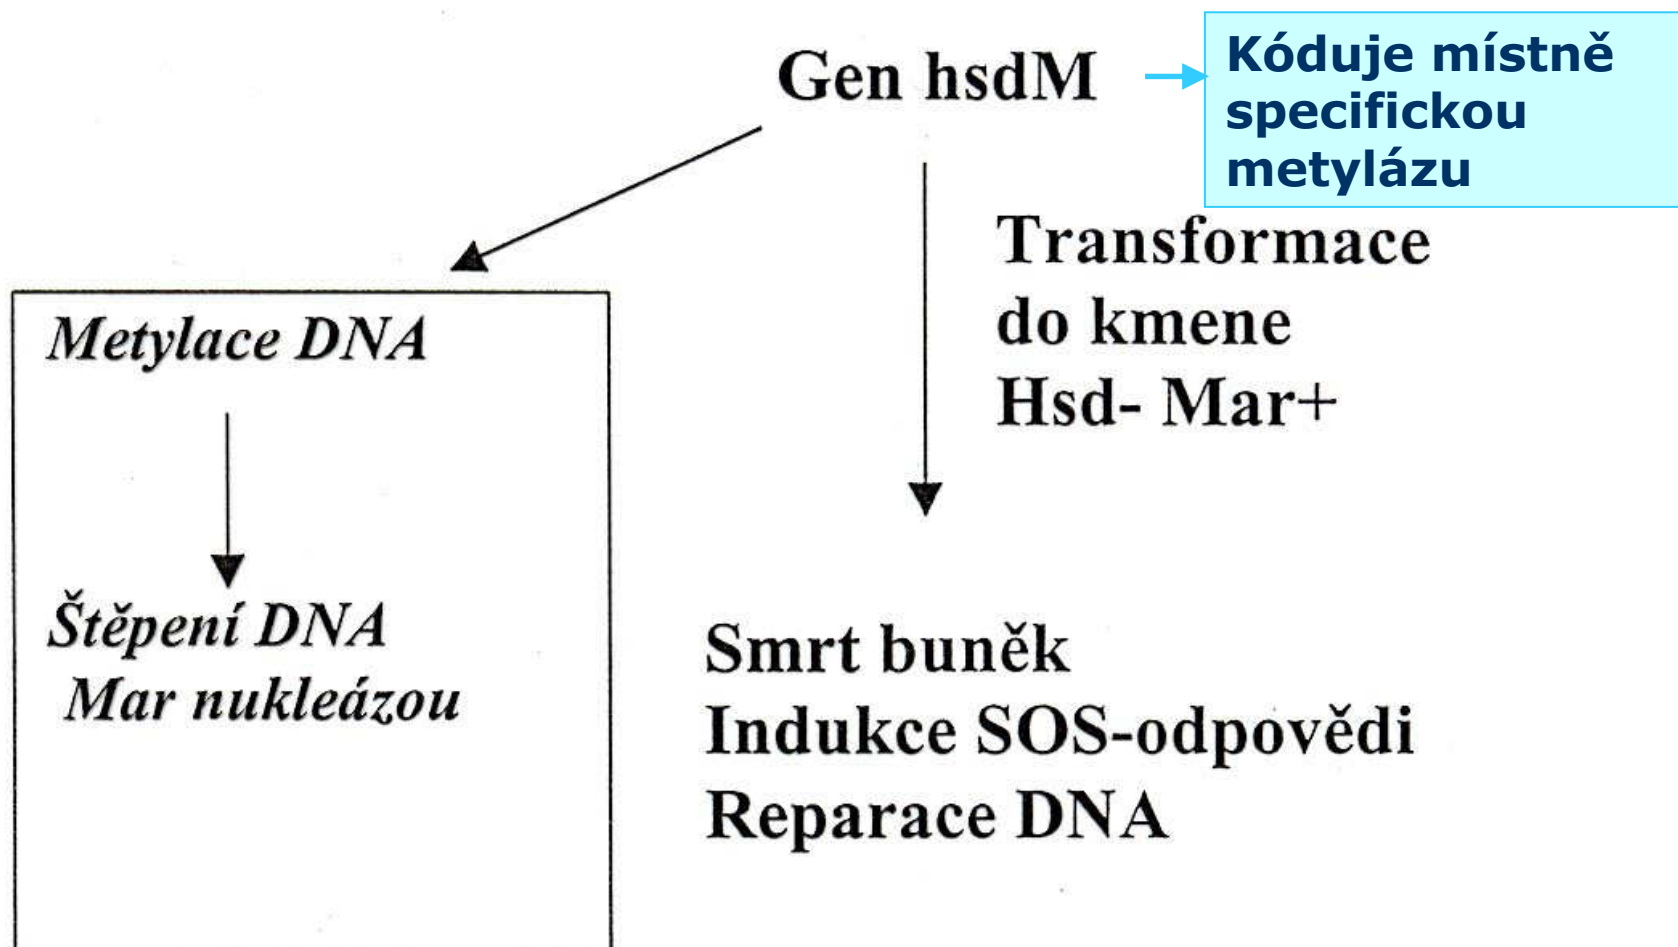 Gen hsdM
Kóduje místně
specifickou
metylázu
Transformace
do kmene
Hsd- Mar+
Metylace DNA
Štěpení DNA
Mar nukleázou
Smrt buněk
Indukce SOS-odpovědi
Reparace DNA